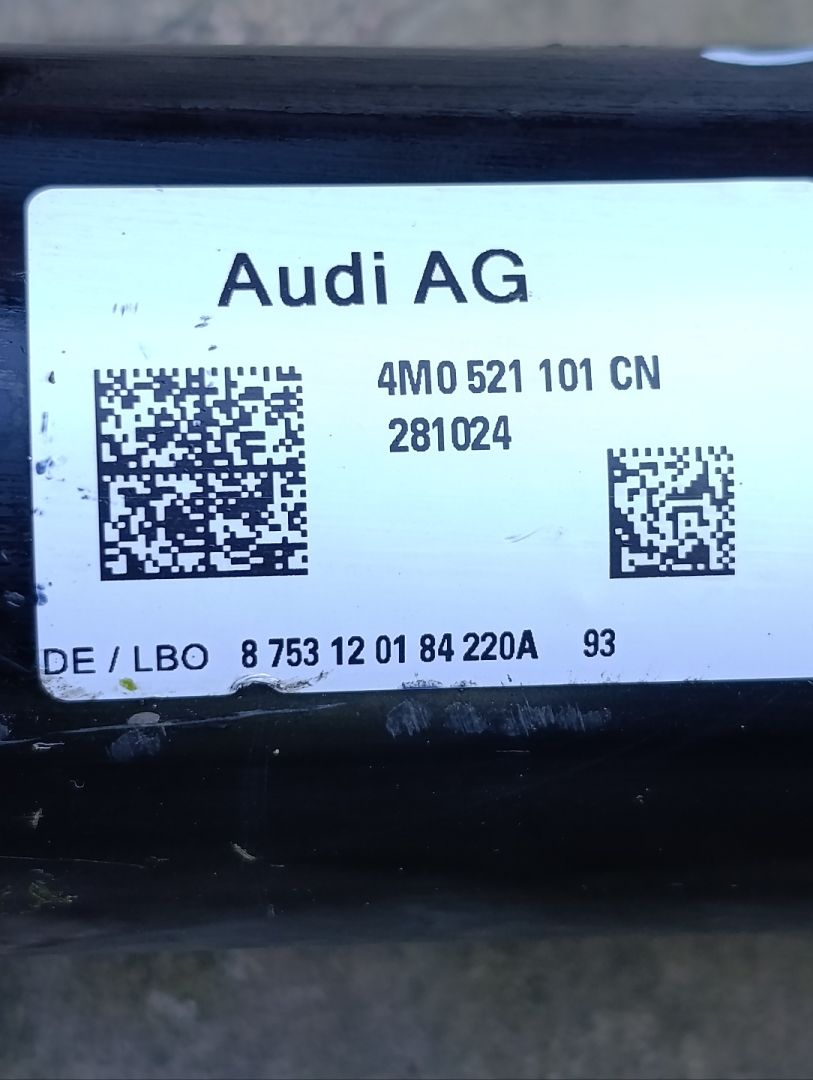 Audi AG
4M0 521 101 CN
281024
DE / LBO 8 753 12 01 84 220A 93